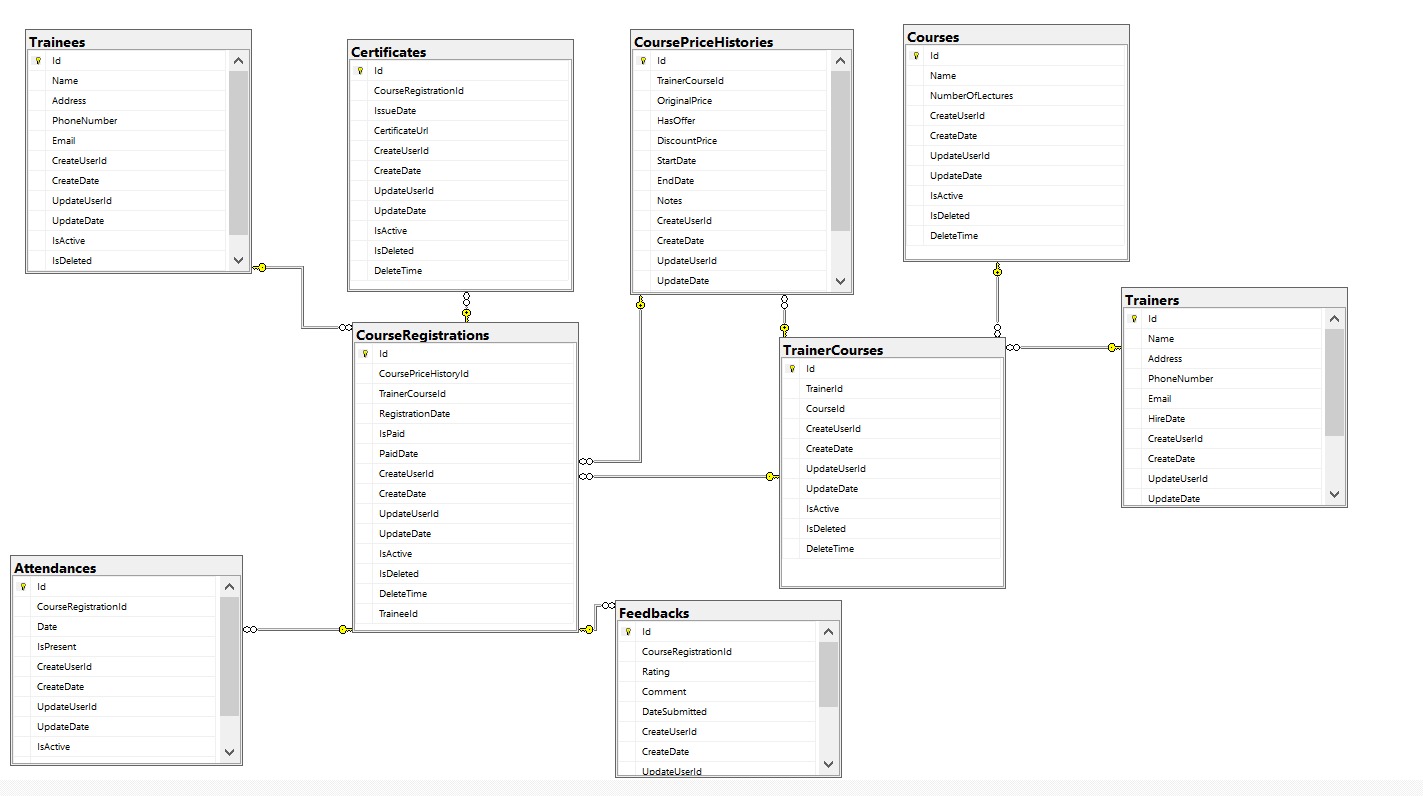 Trainees
Id
Name
Address
PhoneNumber
Email
CreateUserId
CreateDate
UpdateUserId
UpdateDate
IsActive
IsDeleted
Certificates
Id
CourseRegistrationId
IssueDate
CertificateUrl
CreateUserId
CreateDate
UpdateUserId
UpdateDate
IsActive
IsDeleted
DeleteTime
CoursePriceHistories
Id
TrainerCourseId
OriginalPrice
HasOffer
DiscountPrice
StartDate
EndDate
Notes
CreateUserId
CreateDate
UpdateUserId
UpdateDate
Courses
Id
Name
NumberOfLectures
CreateUserId
CreateDate
UpdateUserId
UpdateDate
IsActive
IsDeleted
DeleteTime
Trainers
Id
Name
Address
PhoneNumber
Email
HireDate
CreateUserId
CreateDate
UpdateUserId
UpdateDate
CourseRegistrations
Id
CoursePriceHistoryId
TrainerCourseId
RegistrationDate
IsPaid
PaidDate
CreateUserId
CreateDate
UpdateUserId
UpdateDate
IsActive
IsDeleted
DeleteTime
TraineeId
TrainerCourses
Id
TrainerId
CourseId
CreateUserId
CreateDate
UpdateUserId
UpdateDate
IsActive
IsDeleted
DeleteTime
Attendances
Id
CourseRegistrationId
Date
IsPresent
CreateUserId
CreateDate
UpdateUserId
UpdateDate
IsActive
Feedbacks
Id
CourseRegistrationId
Rating
Comment
DateSubmitted
CreateUserId
CreateDate
UpdateUserId